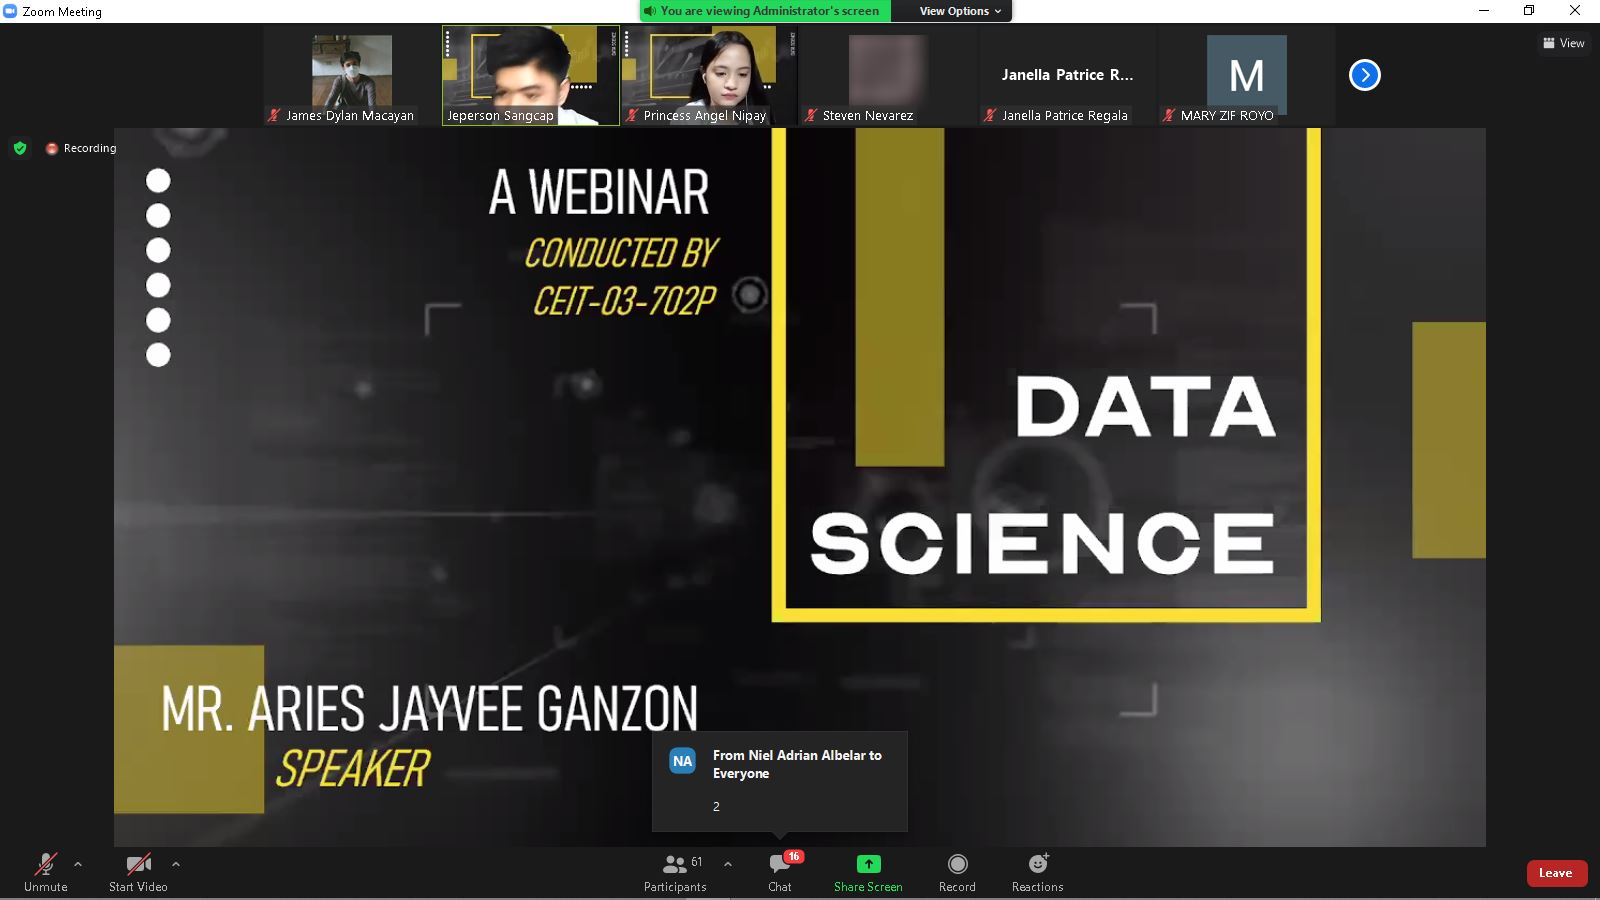 Zoom Meeting
You are viewing Administrator's screen
View Options
View
James Dylan Macayan
Jeperson Sangcap
Princess Angel Nipay
Steven Nevarez
Janella Patrice R...
Janella Patrice Regala
M
MARY ZIF ROYO
Recording
A WEBINAR
CONDUCTED BY
CEIT-03-702P
DATA
SCIENCE
MR. ARIES JAYVEE GANZON
SPEAKER
NA
From Niel Adrian Albelar to
Everyone
2
Unmute
Start Video
61
Participants
16
Chat
Share Screen
Record
Reactions
Leave